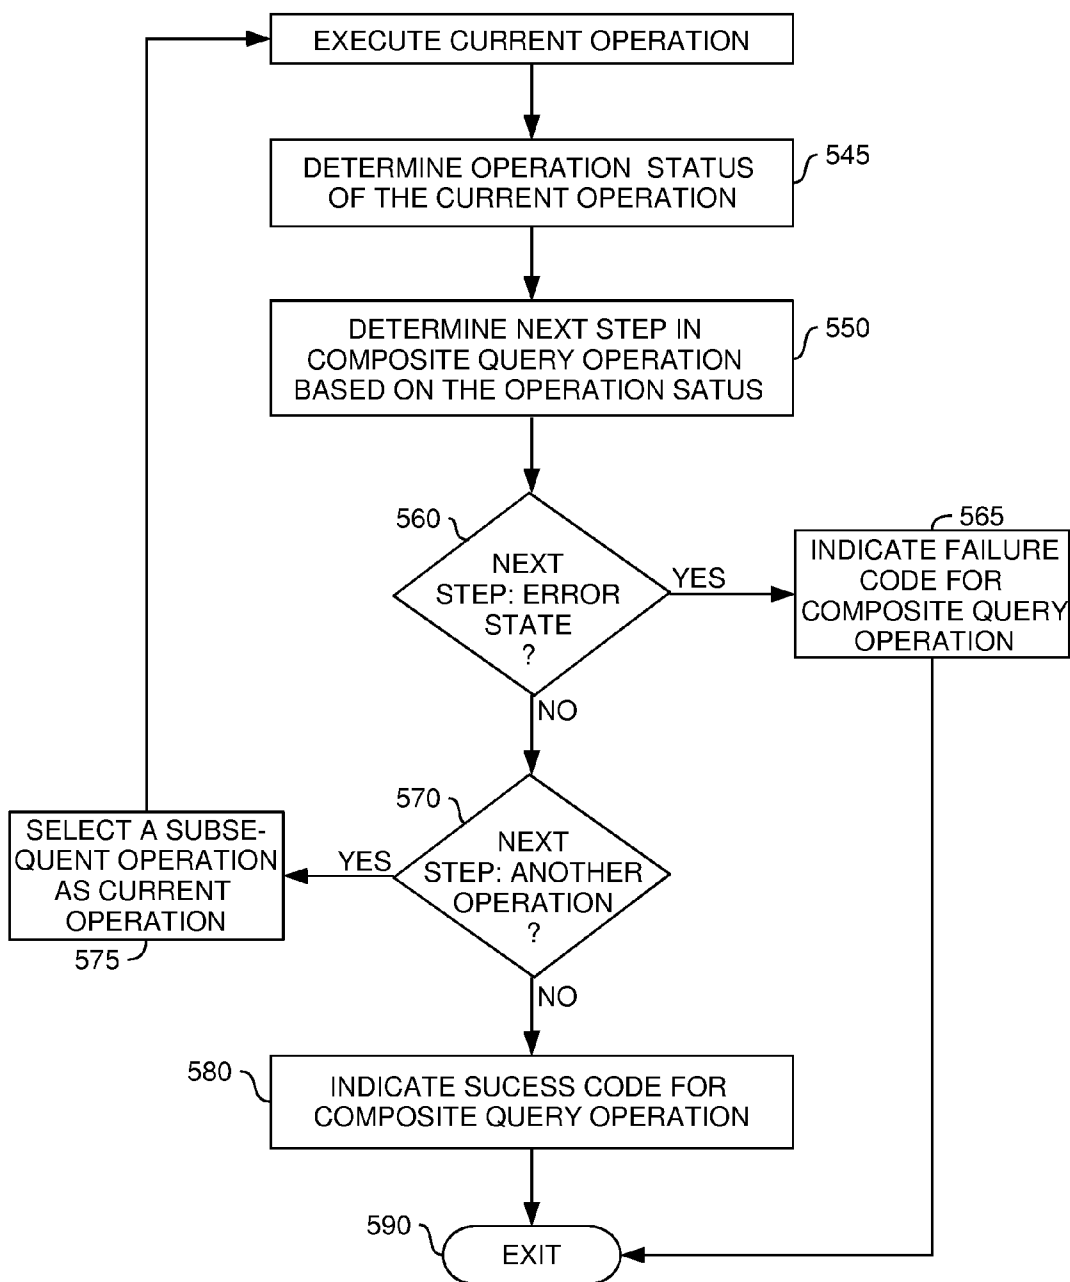 EXECUTE CURRENT OPERATION
DETERMINE OPERATION STATUS
OF THE CURRENT OPERATION
545
DETERMINE NEXT STEP IN
COMPOSITE QUERY OPERATION
BASED ON THE OPERATION SATUS
550
560
NEXT
STEP: ERROR
STATE
?
YES
NO
565
INDICATE FAILURE
CODE FOR
COMPOSITE QUERY
OPERATION
570
NEXT
STEP: ANOTHER
OPERATION
?
YES
NO
SELECT A SUBSE-
QUENT OPERATION
AS CURRENT
OPERATION
575
580
INDICATE SUCESS CODE FOR
COMPOSITE QUERY OPERATION
590
EXIT